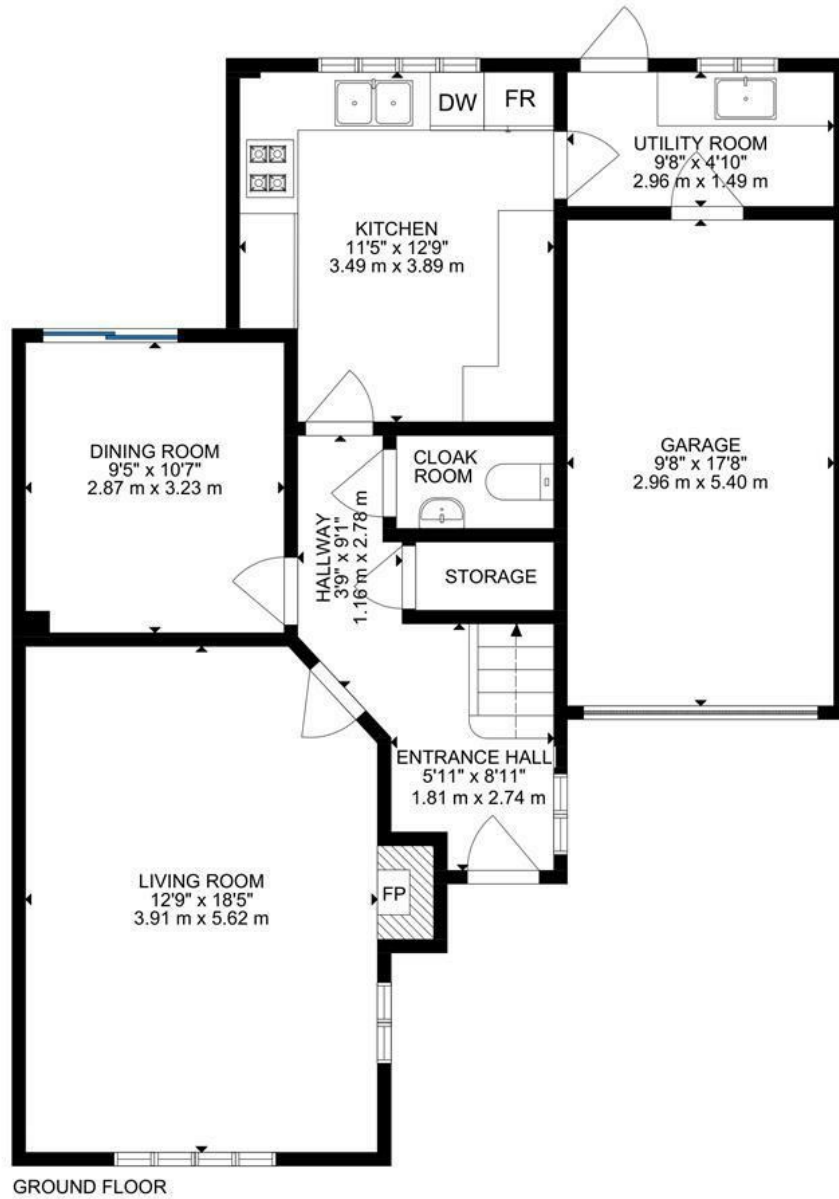 DW
FR
UTILITY ROOM
9'8" x 4'10"
2.96 m x 1.49 m
KITCHEN
11'5" x 12'9"
3.49 m x 3.89 m
DINING ROOM
9'5" x 10'7"
2.87 m x 3.23 m
CLOAK
ROOM
GARAGE
9'8" x 17'8"
2.96 m x 5.40 m
HALLWAY
3'9" x 9'1"
1.16 m x 2.78 m
STORAGE
ENTRANCE HALL
5'11" x 8'11"
1.81 m x 2.74 m
LIVING ROOM
12'9" x 18'5"
3.91 m x 5.62 m
FP
GROUND FLOOR